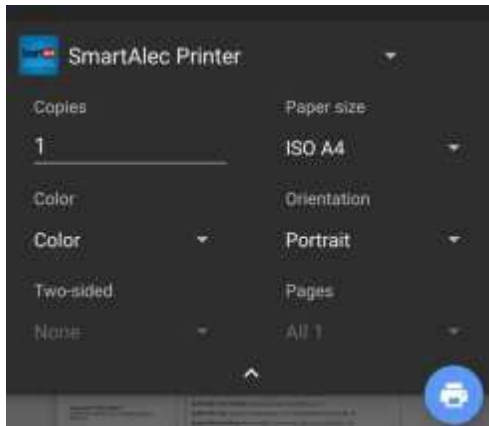 SmartAlec Printer
Copies
Paper size
1
ISO A4
Color
Orientation
Color
Portrait
Two-sided
Pages
None
All 1